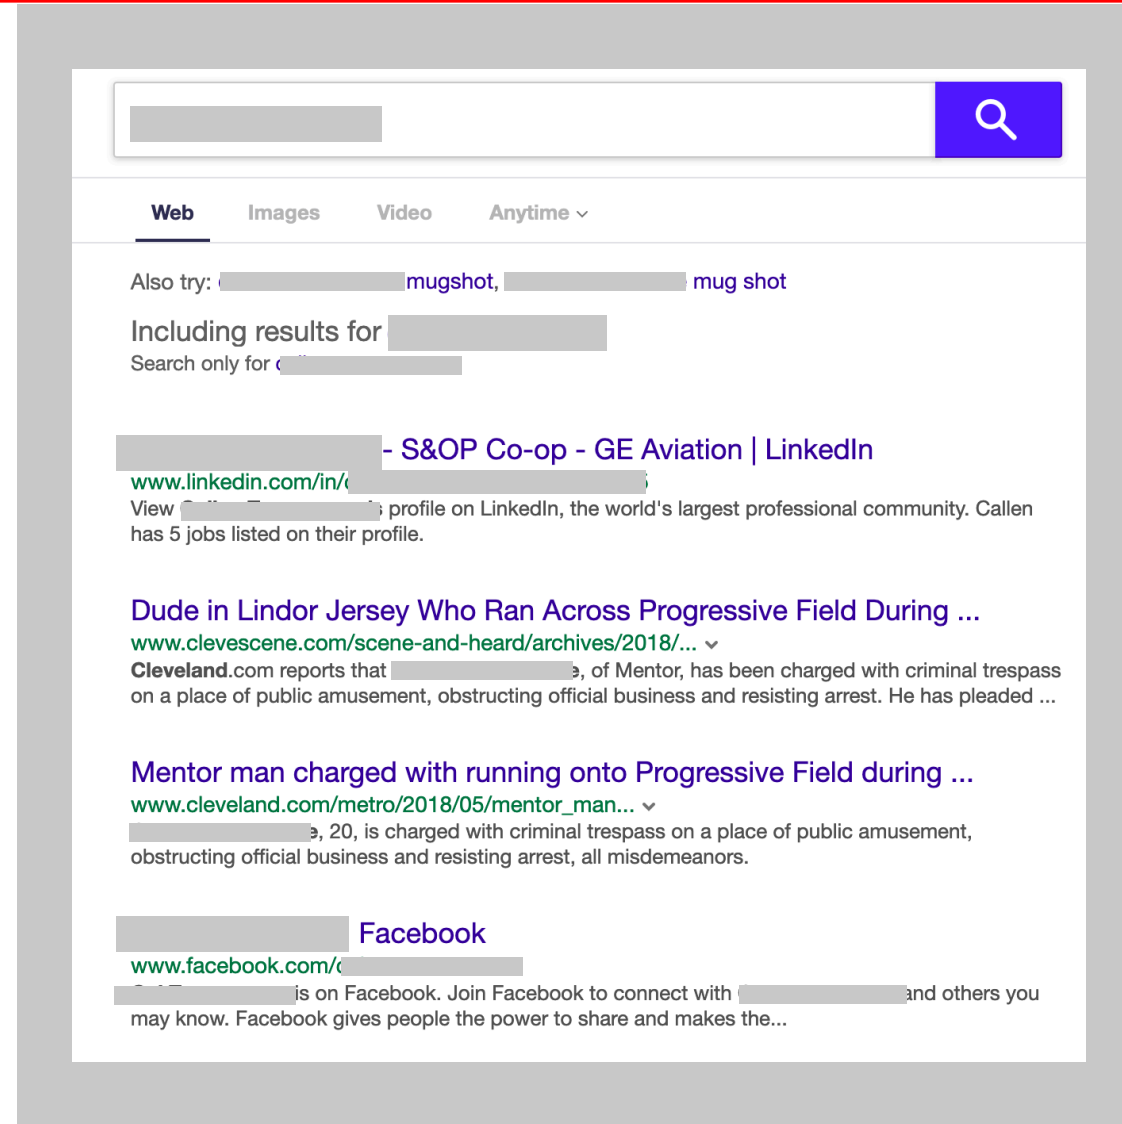 Web Images Video Anytime
Also try: mugshot, mug shot
Including results for
Search only for
- S&OP Co-op - GE Aviation | LinkedIn
www.linkedin.com/in/
View profile on LinkedIn, the world's largest professional community. Callen
has 5 jobs listed on their profile.
Dude in Lindor Jersey Who Ran Across Progressive Field During ...
www.clevescene.com/scene-and-heard/archives/2018/...
Cleveland.com reports that , of Mentor, has been charged with criminal trespass
on a place of public amusement, obstructing official business and resisting arrest. He has pleaded ...
Mentor man charged with running onto Progressive Field during ...
www.cleveland.com/metro/2018/05/mentor_man...
, 20, is charged with criminal trespass on a place of public amusement,
obstructing official business and resisting arrest, all misdemeanors.
Facebook
www.facebook.com/
is on Facebook. Join Facebook to connect with and others you
may know. Facebook gives people the power to share and makes the...